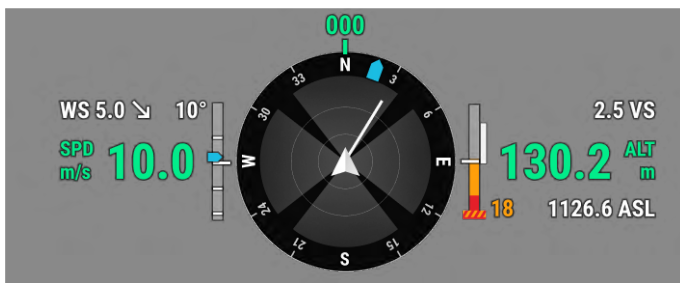 000
N
33
3
30
6
W
E
24
12
21
15
S
WS 5.0 ↘ 10°
SPD
m/s
10.0
2.5 VS
130.2
ALT
m
18
1126.6 ASL